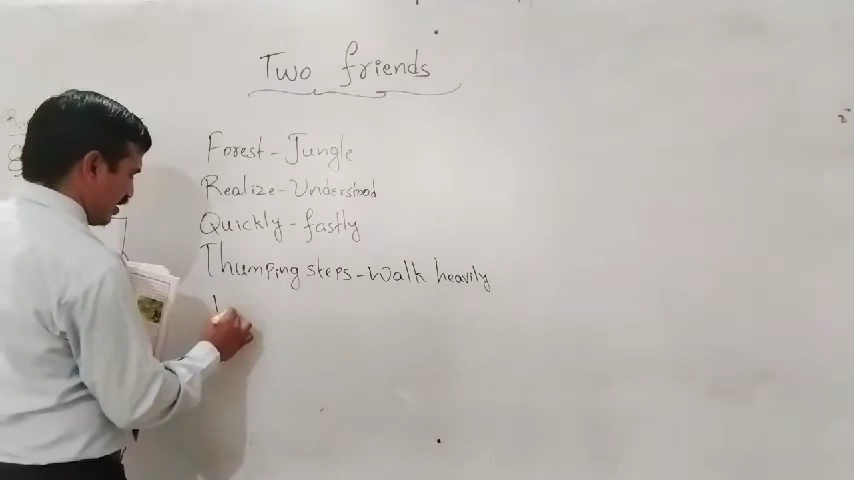 Two friends
Forest - Jungle
Realize - Understood
Quickly - fastly
Thumping steps - Walk heavily